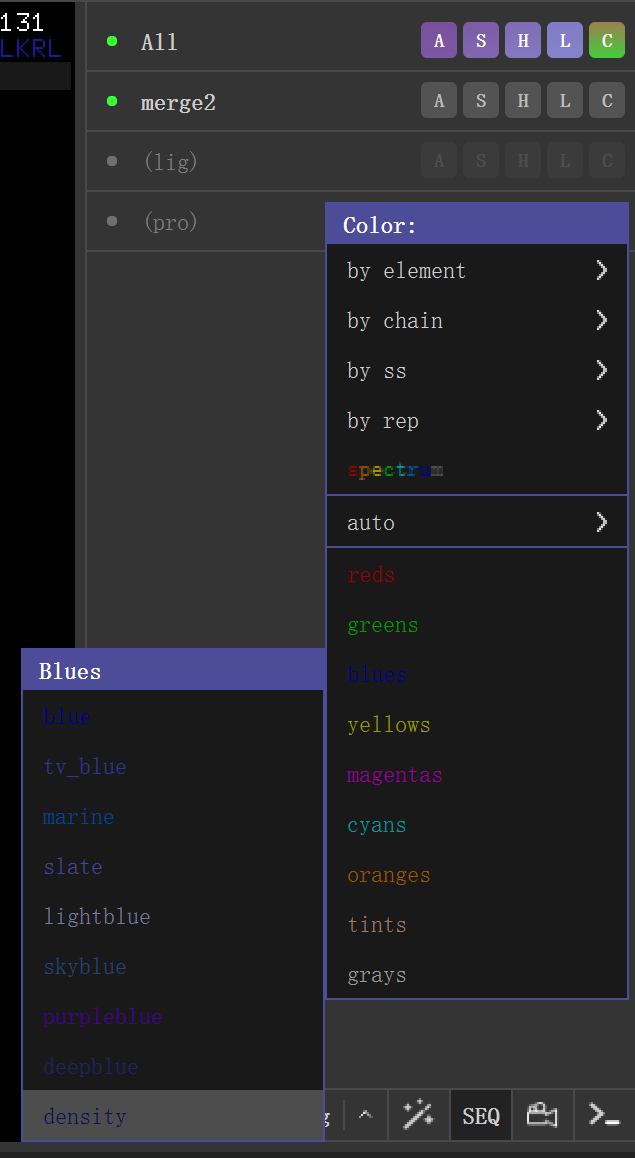 131
LKRL
All A S H L C
merge2 A S H L C
(lig) A S H L C
(pro)
Color:
by element
by chain
by ss
by rep
spectrum
auto
reds
greens
blues
yellows
magentas
cyans
oranges
tints
grays
Blues
blue
tv_blue
marine
slate
lightblue
skyblue
purpleblue
deepblue
density
g SEQ